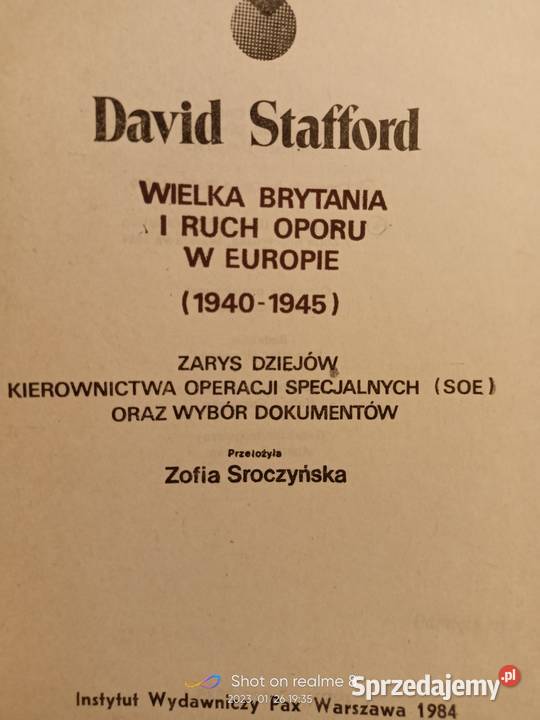 David Stafford
WIELKA BRYTANIA
I RUCH OPORU
W EUROPIE
(1940-1945)
ZARYS DZIEJÓW
KIEROWNICTWA OPERACJI SPECJALNYCH (SOE)
ORAZ WYBÓR DOKUMENTÓW
Przełożyła
Zofia Sroczyńska
Shot on realme 8
2023/01/26 19:35
Sprzedajemy.pl
Instytut Wydawniczy Pax Warszawa 1984